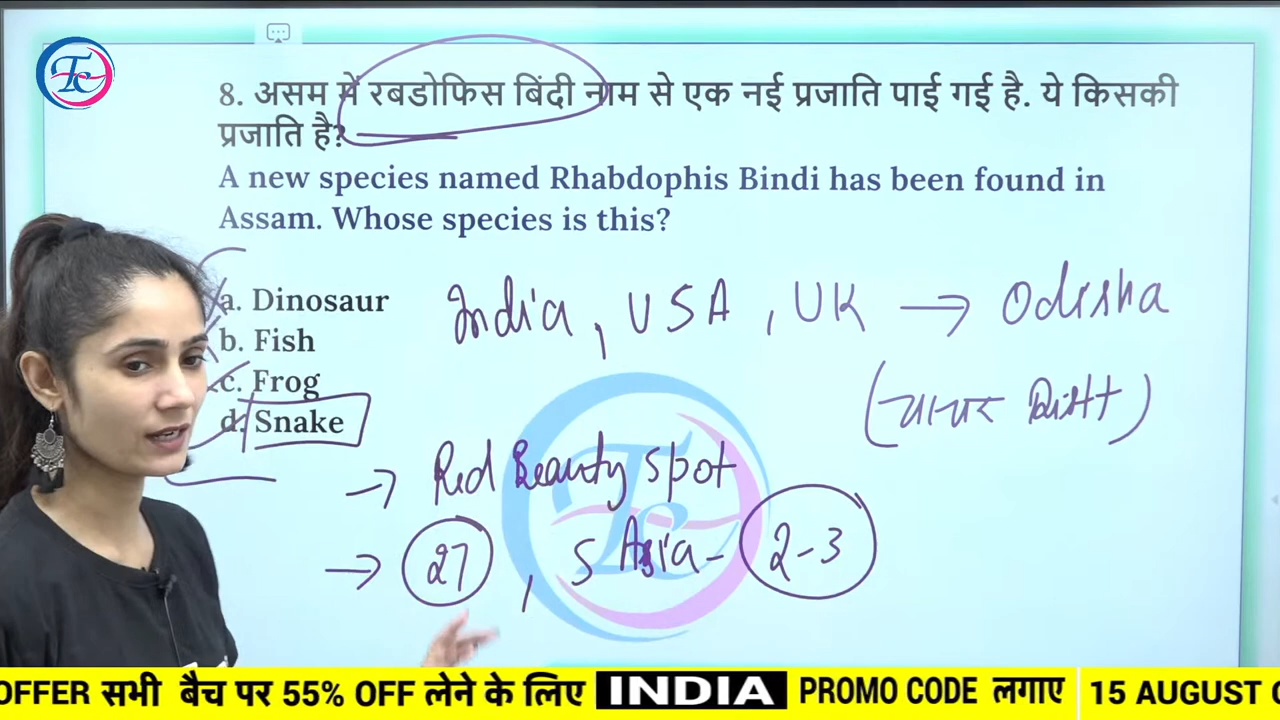 8. असम में रबडोफिस बिंदी नाम से एक नई प्रजाति पाई गई है. ये किसकी
प्रजाति है?
A new species named Rhabdophis Bindi has been found in
Assam. Whose species is this?
a. Dinosaur
b. Fish
c. Frog
d. Snake
India, USA, UK → Odisha
→ Red Beauty Spot
→ 27, S Asia - 2-3
OFFER सभी बैच पर 55% OFF लेने के लिए INDIA PROMO CODE लगाए 15 AUGUST